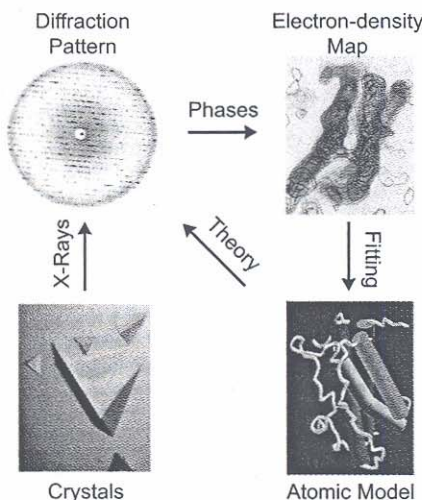 Diffraction
Pattern
Electron-density
Map
Phases
X-Rays
Theory
Fitting
Crystals
Atomic Model